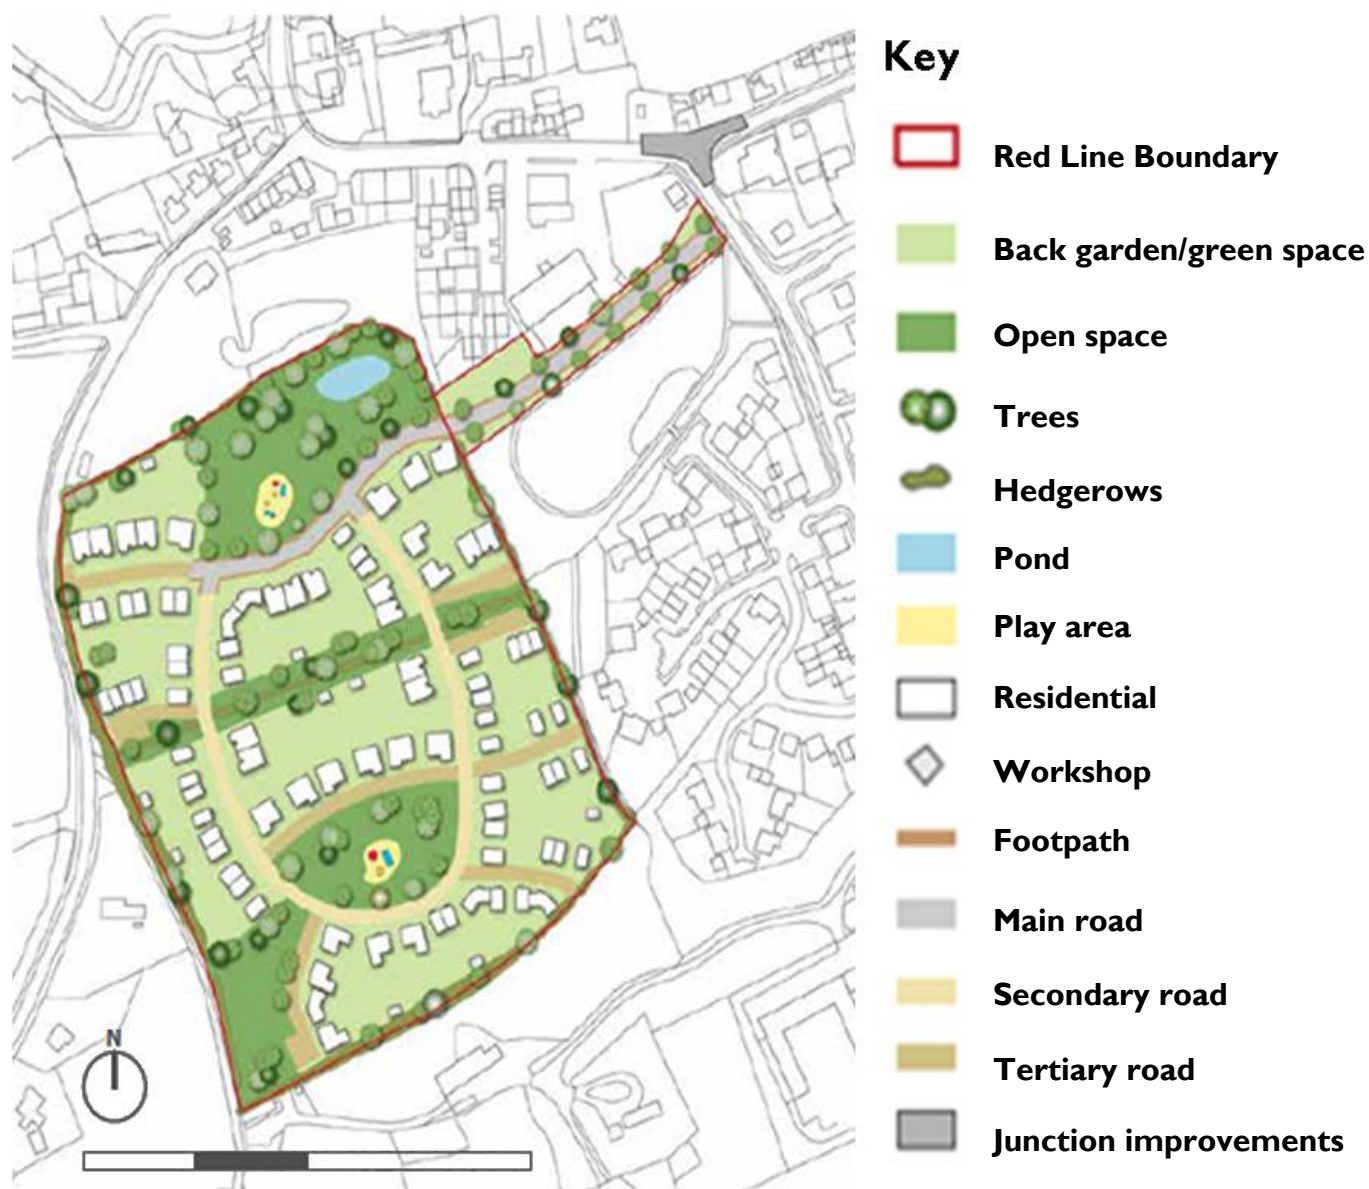 Key
Red Line Boundary
Back garden/green space
Open space
Trees
Hedgerows
Pond
Play area
Residential
Workshop
Footpath
Main road
Secondary road
Tertiary road
Junction improvements
N